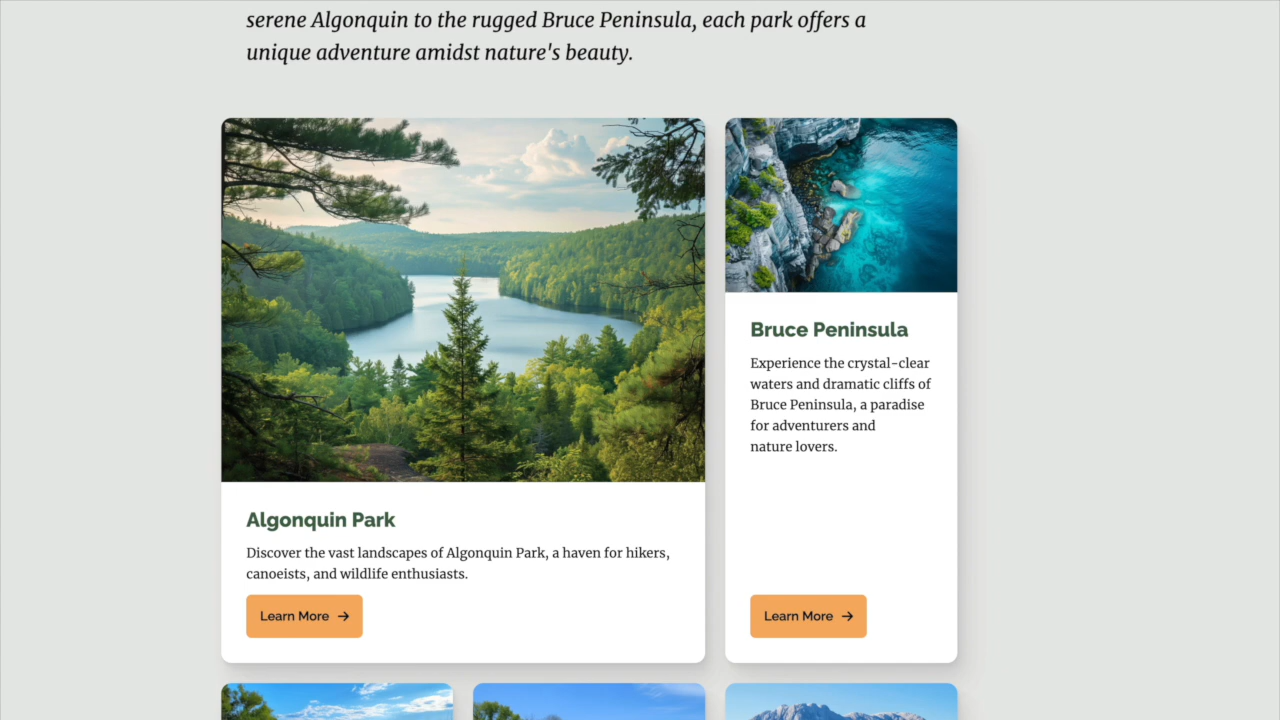 serene Algonquin to the rugged Bruce Peninsula, each park offers a
unique adventure amidst nature's beauty.
Algonquin Park
Discover the vast landscapes of Algonquin Park, a haven for hikers,
canoeists, and wildlife enthusiasts.
Learn More →
Bruce Peninsula
Experience the crystal-clear
waters and dramatic cliffs of
Bruce Peninsula, a paradise
for adventurers and
nature lovers.
Learn More →